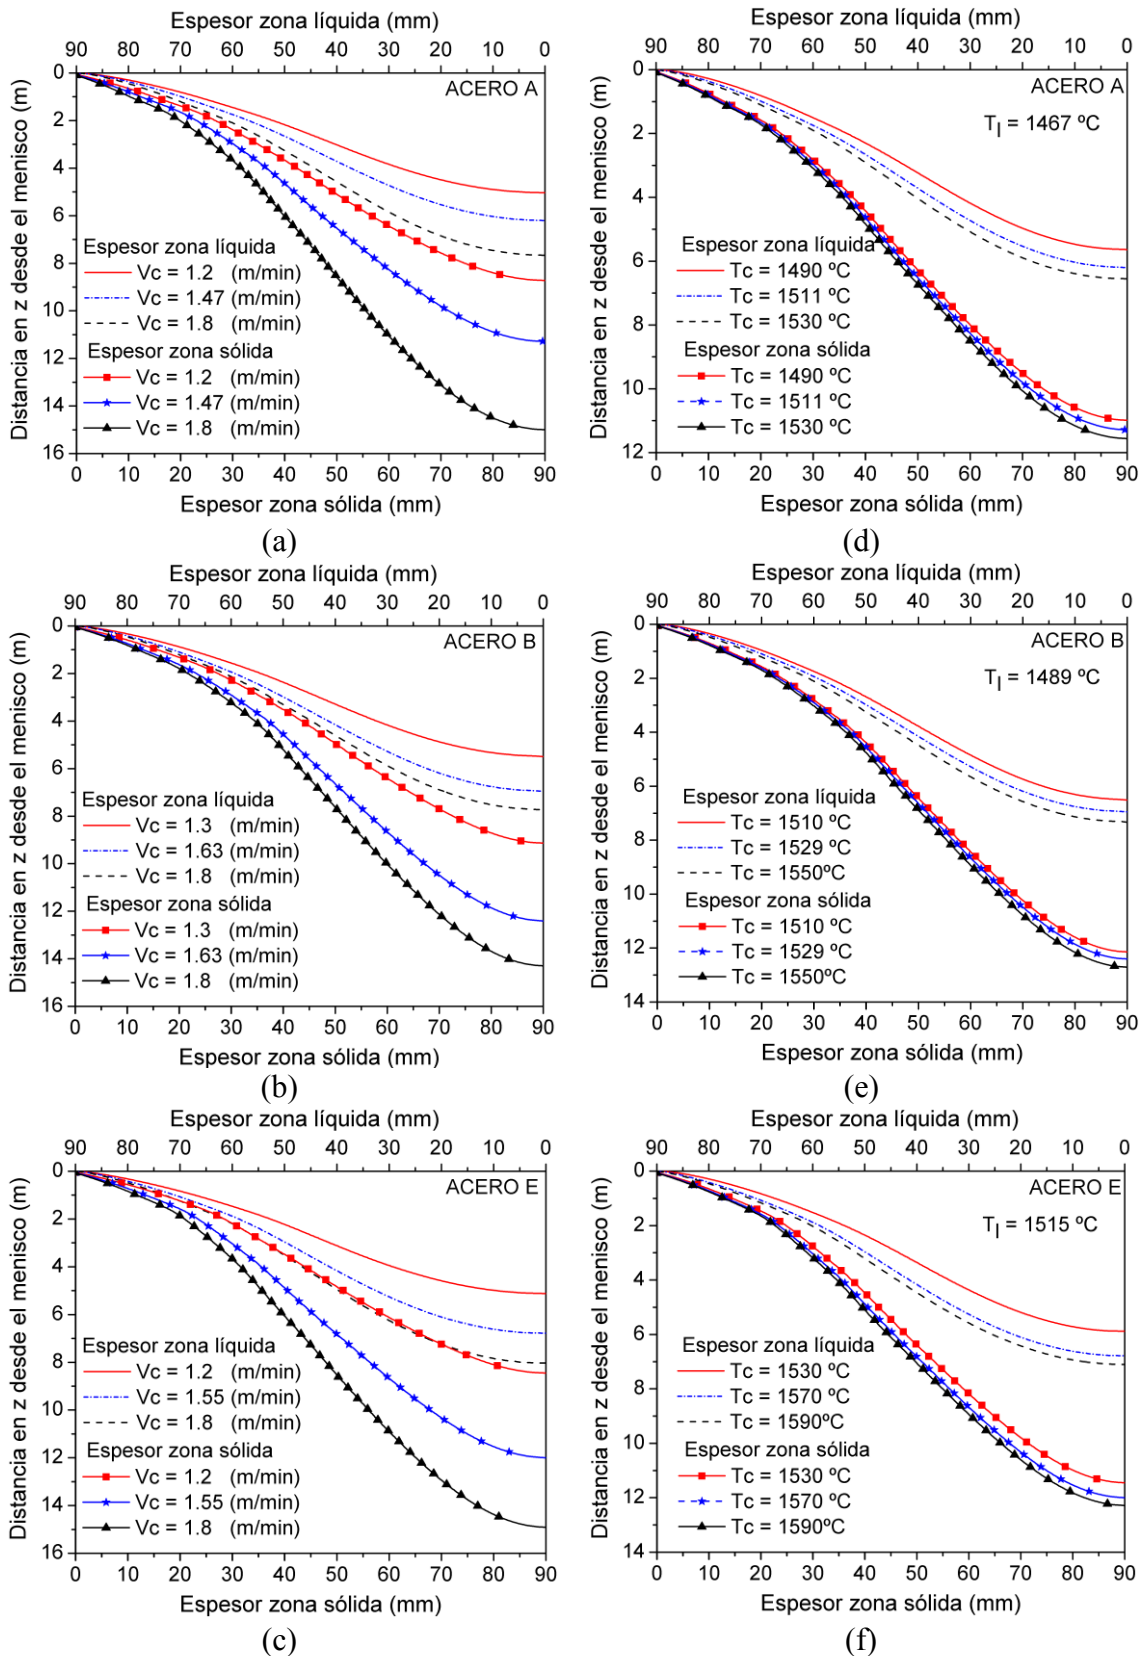 Espesor zona líquida (mm)
90 80 70 60 50 40 30 20 10 0
ACERO A
Distancia en z desde el menisco (m)
0
2
4
6
8
10
12
14
16
Espesor zona líquida
Vc = 1.2 (m/min)
Vc = 1.47 (m/min)
Vc = 1.8 (m/min)
Espesor zona sólida
Vc = 1.2 (m/min)
Vc = 1.47 (m/min)
Vc = 1.8 (m/min)
0 10 20 30 40 50 60 70 80 90
Espesor zona sólida (mm)
(a)
Espesor zona líquida (mm)
90 80 70 60 50 40 30 20 10 0
ACERO A
Tl = 1467 ºC
Distancia en z desde el menisco (m)
0
2
4
6
8
10
12
Espesor zona líquida
Tc = 1490 ºC
Tc = 1511 ºC
Tc = 1530 ºC
Espesor zona sólida
Tc = 1490 ºC
Tc = 1511 ºC
Tc = 1530 ºC
0 10 20 30 40 50 60 70 80 90
Espesor zona sólida (mm)
(d)
Espesor zona líquida (mm)
90 80 70 60 50 40 30 20 10 0
ACERO B
Distancia en z desde el menisco (m)
0
2
4
6
8
10
12
14
16
Espesor zona líquida
Vc = 1.3 (m/min)
Vc = 1.63 (m/min)
Vc = 1.8 (m/min)
Espesor zona sólida
Vc = 1.3 (m/min)
Vc = 1.63 (m/min)
Vc = 1.8 (m/min)
0 10 20 30 40 50 60 70 80 90
Espesor zona sólida (mm)
(b)
Espesor zona líquida (mm)
90 80 70 60 50 40 30 20 10 0
ACERO B
Tl = 1489 ºC
Distancia en z desde el menisco (m)
0
2
4
6
8
10
12
14
Espesor zona líquida
Tc = 1510 ºC
Tc = 1529 ºC
Tc = 1550ºC
Espesor zona sólida
Tc = 1510 ºC
Tc = 1529 ºC
Tc = 1550ºC
0 10 20 30 40 50 60 70 80 90
Espesor zona sólida (mm)
(e)
Espesor zona líquida (mm)
90 80 70 60 50 40 30 20 10 0
ACERO E
Distancia en z desde el menisco (m)
0
2
4
6
8
10
12
14
16
Espesor zona líquida
Vc = 1.2 (m/min)
Vc = 1.55 (m/min)
Vc = 1.8 (m/min)
Espesor zona sólida
Vc = 1.2 (m/min)
Vc = 1.55 (m/min)
Vc = 1.8 (m/min)
0 10 20 30 40 50 60 70 80 90
Espesor zona sólida (mm)
(c)
Espesor zona líquida (mm)
90 80 70 60 50 40 30 20 10 0
ACERO E
Tl = 1515 ºC
Distancia en z desde el menisco (m)
0
2
4
6
8
10
12
14
Espesor zona líquida
Tc = 1530 ºC
Tc = 1570 ºC
Tc = 1590ºC
Espesor zona sólida
Tc = 1530 ºC
Tc = 1570 ºC
Tc = 1590ºC
0 10 20 30 40 50 60 70 80 90
Espesor zona sólida (mm)
(f)